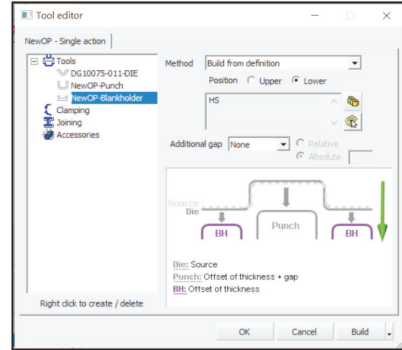 Tool editor
NewOP - Single action
Tools
DG10075-011-DIE
NewOP-Punch
NewOP-Blankholder
Clamping
Joining
Accessories
Right click to create / delete
Method Build from definition
Position Upper Lower
HS
Additional gap None Relative
Absolute
Source
Die
Punch
BH
BH
Die: Source
Punch: Offset of thickness + gap
BH: Offset of thickness
OK Cancel Build